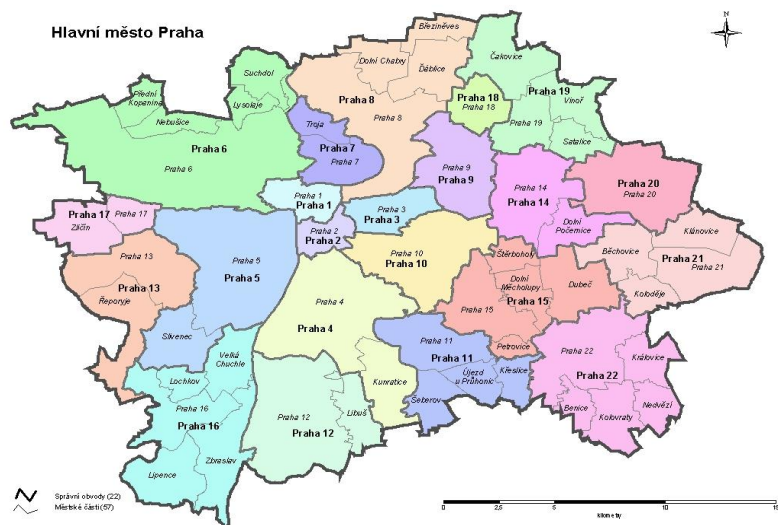 Hlavní město Praha
N
Březiněves
Dolní Chabry
Ďáblice
Praha 8
Praha 8
Čakovice
Praha 19
Vinoř
Praha 19
Satalice
Praha 18
Praha 18
Suchdol
Přední
Kopanina
Lysolaje
Nebušice
Praha 6
Praha 6
Troja
Praha 7
Praha 7
Praha 9
Praha 9
Praha 14
Praha 14
Dolní
Počernice
Praha 20
Praha 20
Praha 1
Praha 1
Praha 3
Praha 3
Praha 2
Praha 2
Praha 17
Praha 17
Zličín
Praha 13
Praha 13
Řeporyje
Praha 5
Praha 5
Slivenec
Praha 10
Praha 10
Štěrboholy
Dolní
Měcholupy
Dubeč
Praha 15
Praha 15
Petrovice
Klánovice
Běchovice
Praha 21
Praha 21
Koloděje
Praha 4
Praha 4
Kunratice
Praha 11
Praha 11
Újezd
u Průhonic
Křeslice
Šeberov
Praha 22
Praha 22
Královice
Nedvězí
Benice
Kolovraty
Velká
Chuchle
Lochkov
Praha 16
Praha 16
Lipence
Zbraslav
Praha 12
Praha 12
Libuš
Správní obvody (22)
Městské části (57)
0
2,5
5
10
15
kilometry